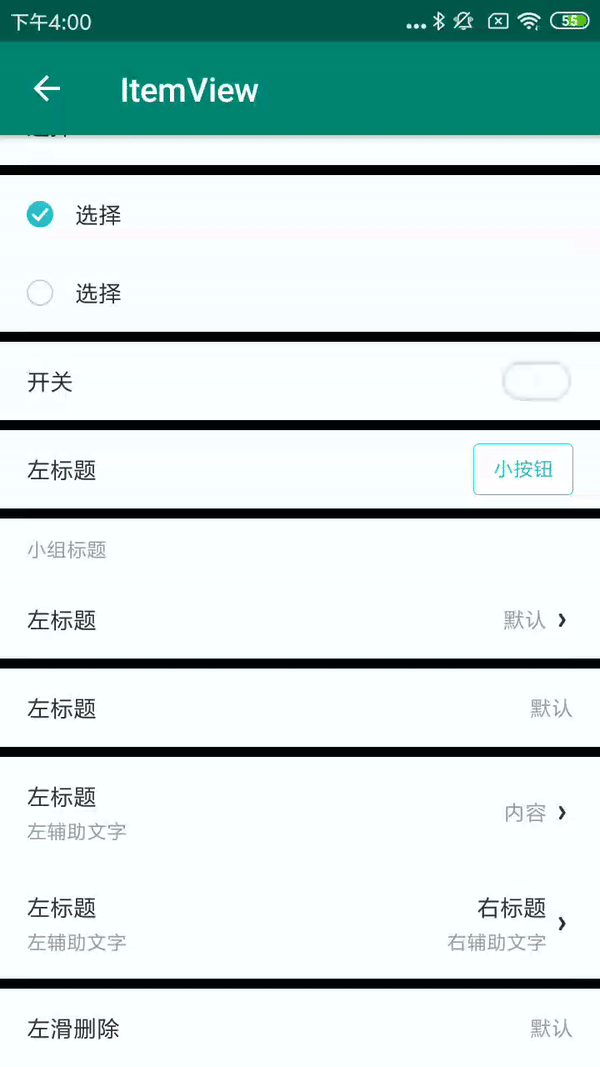 下午4:00
55
ItemView
选择
选择
开关
左标题
小按钮
小组标题
左标题
默认
左标题
默认
左标题
左辅助文字
内容
左标题
左辅助文字
右标题
右辅助文字
左滑删除
默认